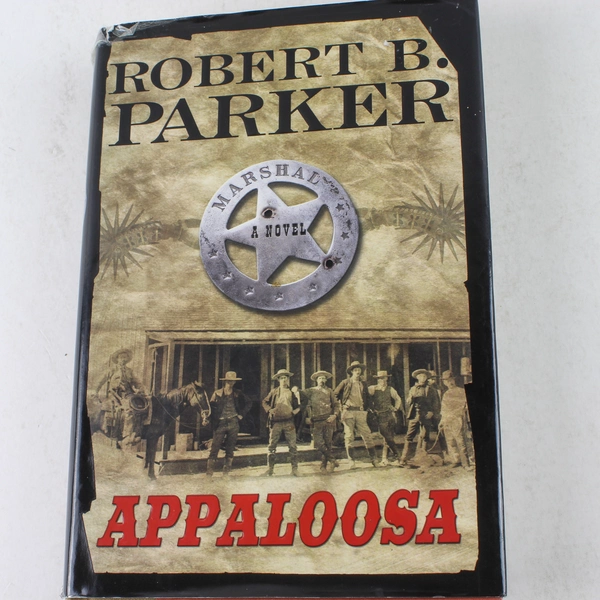 ROBERT B.
PARKER
MARSHAL
A NOVEL
APPALOOSA